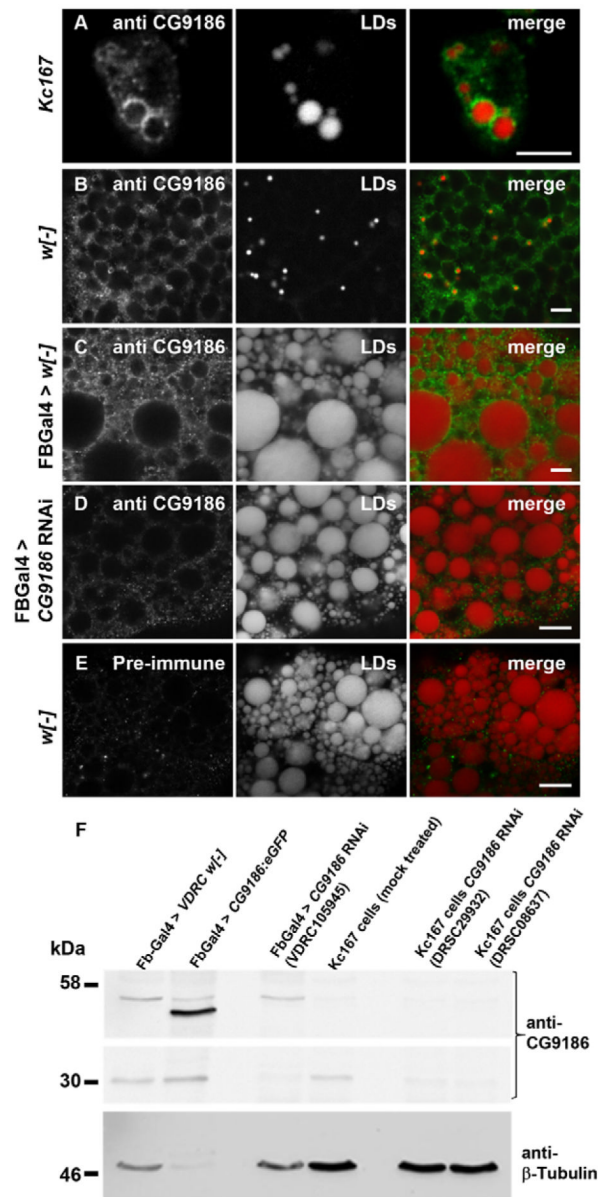 A anti CG9186 LDs merge
Kc167
B anti CG9186 LDs merge
w[-]
C anti CG9186 LDs merge
FBGal4 > w[-]
D anti CG9186 LDs merge
FBGal4 >
CG9186 RNAi
E Pre-immune LDs merge
w[-]
F
Fb-Gal4 > VDRC w[-]
FbGal4 > CG9186:eGFP
FbGal4 > CG9186 RNAi
(VDRC105945)
Kc167 cells (mock treated)
Kc167 cells CG9186 RNAi
(DRSC29932)
Kc167 cells CG9186 RNAi
(DRSC08637)
kDa
58
30
anti-
CG9186
46
anti-
β-Tubulin